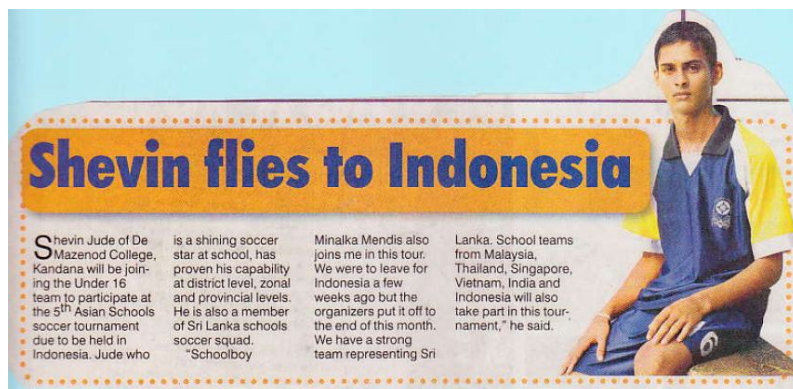 Shevin flies to Indonesia
Shevin Jude of De
Mazenod College,
Kandana will be join-
ing the Under 16
team to participate at
the 5th Asian Schools
soccer tournament
due to be held in
Indonesia. Jude who
is a shining soccer
star at school, has
proven his capability
at district level, zonal
and provincial levels.
He is also a member
of Sri Lanka schools
soccer squad.
"Schoolboy
Minalka Mendis also
joins me in this tour.
We were to leave for
Indonesia a few
weeks ago but the
organizers put it off to
the end of this month.
We have a strong
team representing Sri
Lanka. School teams
from Malaysia,
Thailand, Singapore,
Vietnam, India and
Indonesia will also
take part in this tour-
nament," he said.